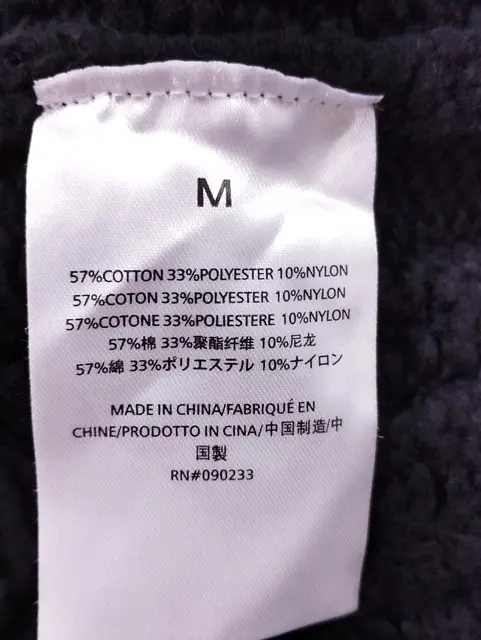 M
57%COTTON 33%POLYESTER 10%NYLON
57%COTON 33%POLYESTER 10%NYLON
57%COTONE 33%POLIESTERE 10%NYLON
57%棉 33%聚酯纤维 10%尼龙
57%綿 33%ポリエステル 10%ナイロン
MADE IN CHINA/FABRIQUÉ EN
CHINE/PRODOTTO IN CINA/中国制造/中
国製
RN#090233